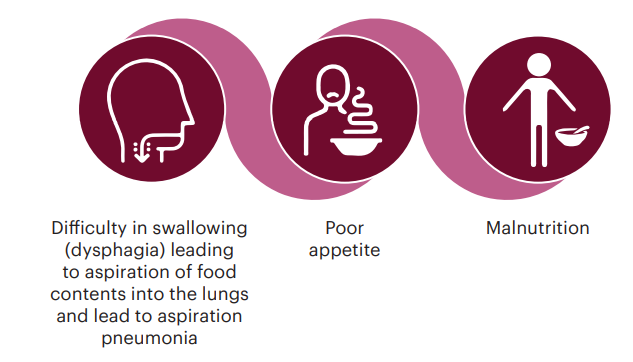 Difficulty in swallowing
(dysphagia) leading
to aspiration of food
contents into the lungs
and lead to aspiration
pneumonia
Poor
appetite
Malnutrition